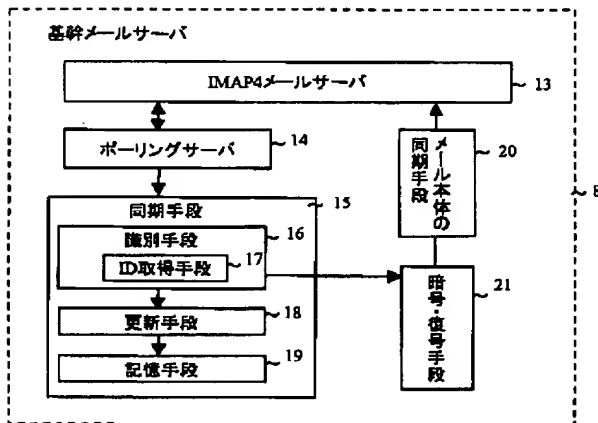 基幹メールサーバ
IMAP4メールサーバ
13
ポーリングサーバ
14
同期手段
15
識別手段
16
ID取得手段
17
更新手段
18
記憶手段
19
メール本体の
同期手段
20
暗号・復号手段
21
8